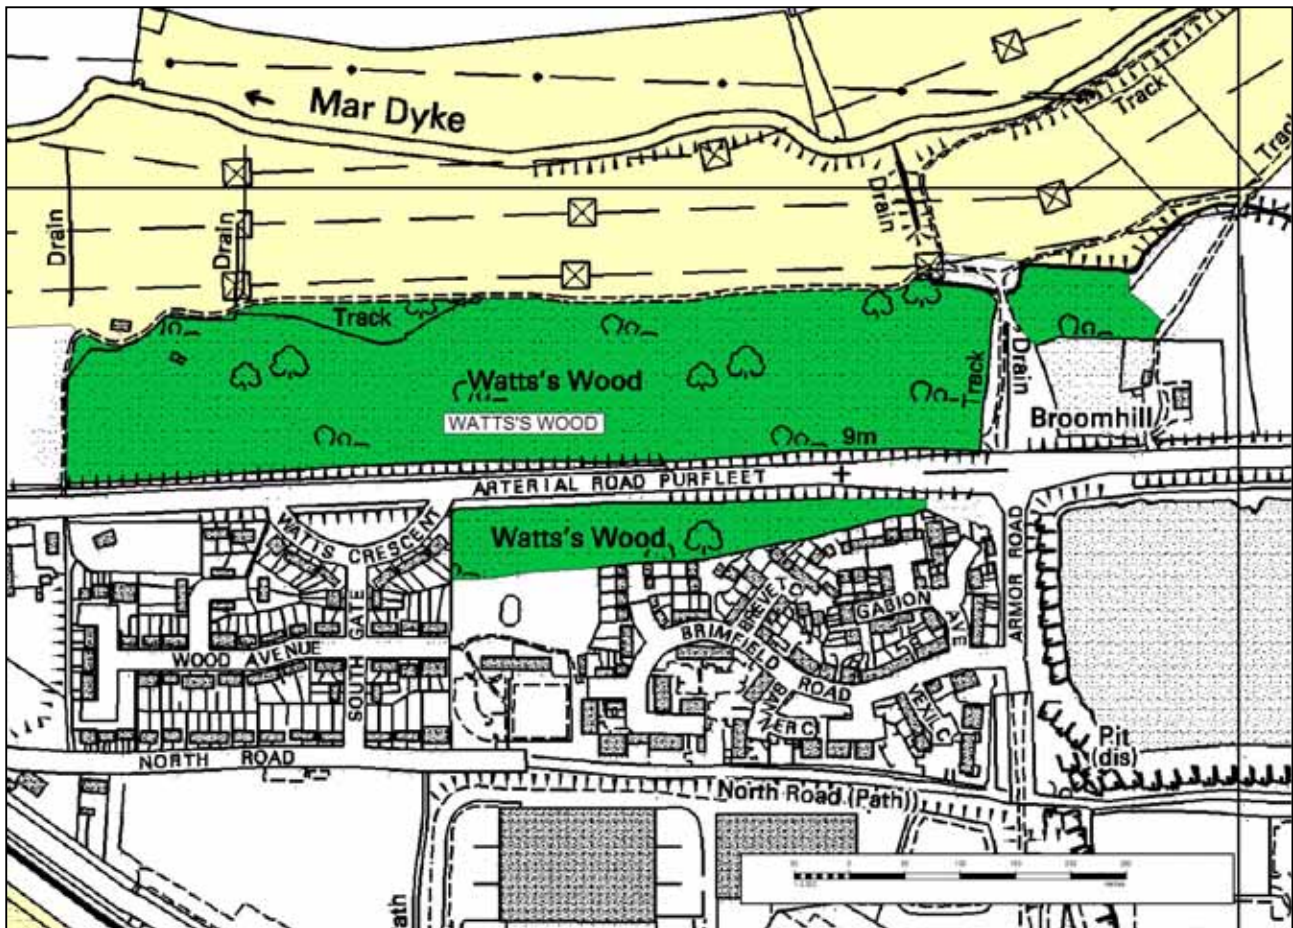 Mar Dyke
Track
Track
Drain
Drain
Drain
Track
Watts's Wood
WATTS'S WOOD
9m
Track
Drain
Broomhill
ARTERIAL ROAD PURFLEET
WATTS CRESCENT
Watts's Wood
ARMOR ROAD
SOUTH GATE
WOOD AVENUE
BREVET
GABION
AVE
BRIMFIELD ROAD
NORTH ROAD
Pit
(dis)
North Road (Path)